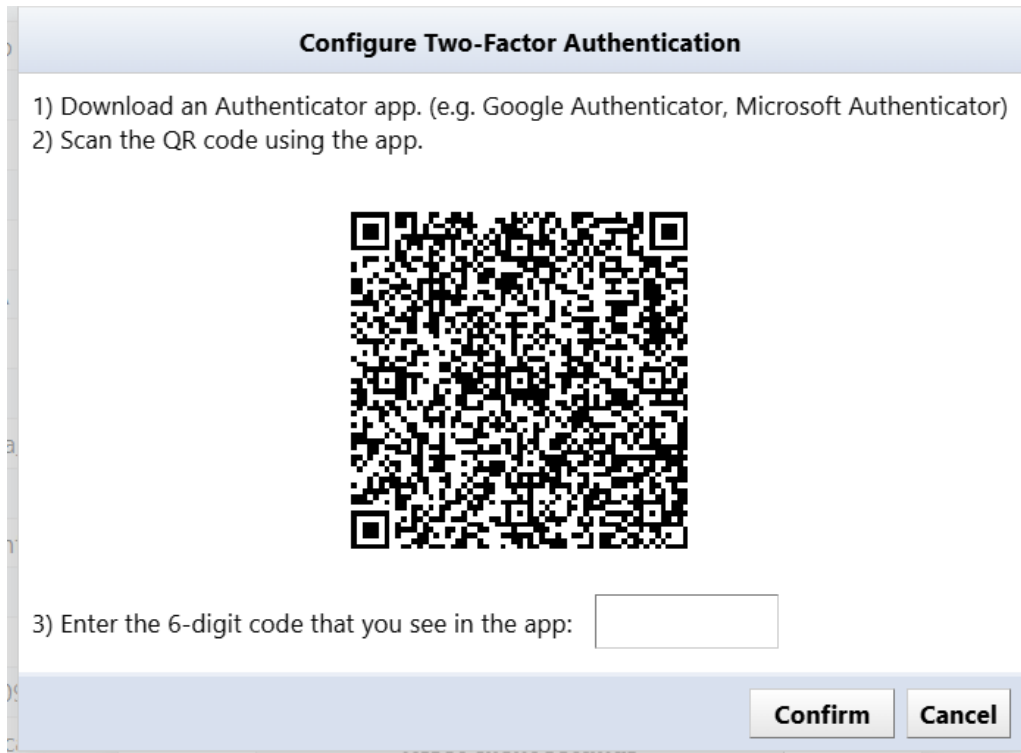 Configure Two-Factor Authentication
1) Download an Authenticator app. (e.g. Google Authenticator, Microsoft Authenticator)
2) Scan the QR code using the app.
3) Enter the 6-digit code that you see in the app:
Confirm Cancel